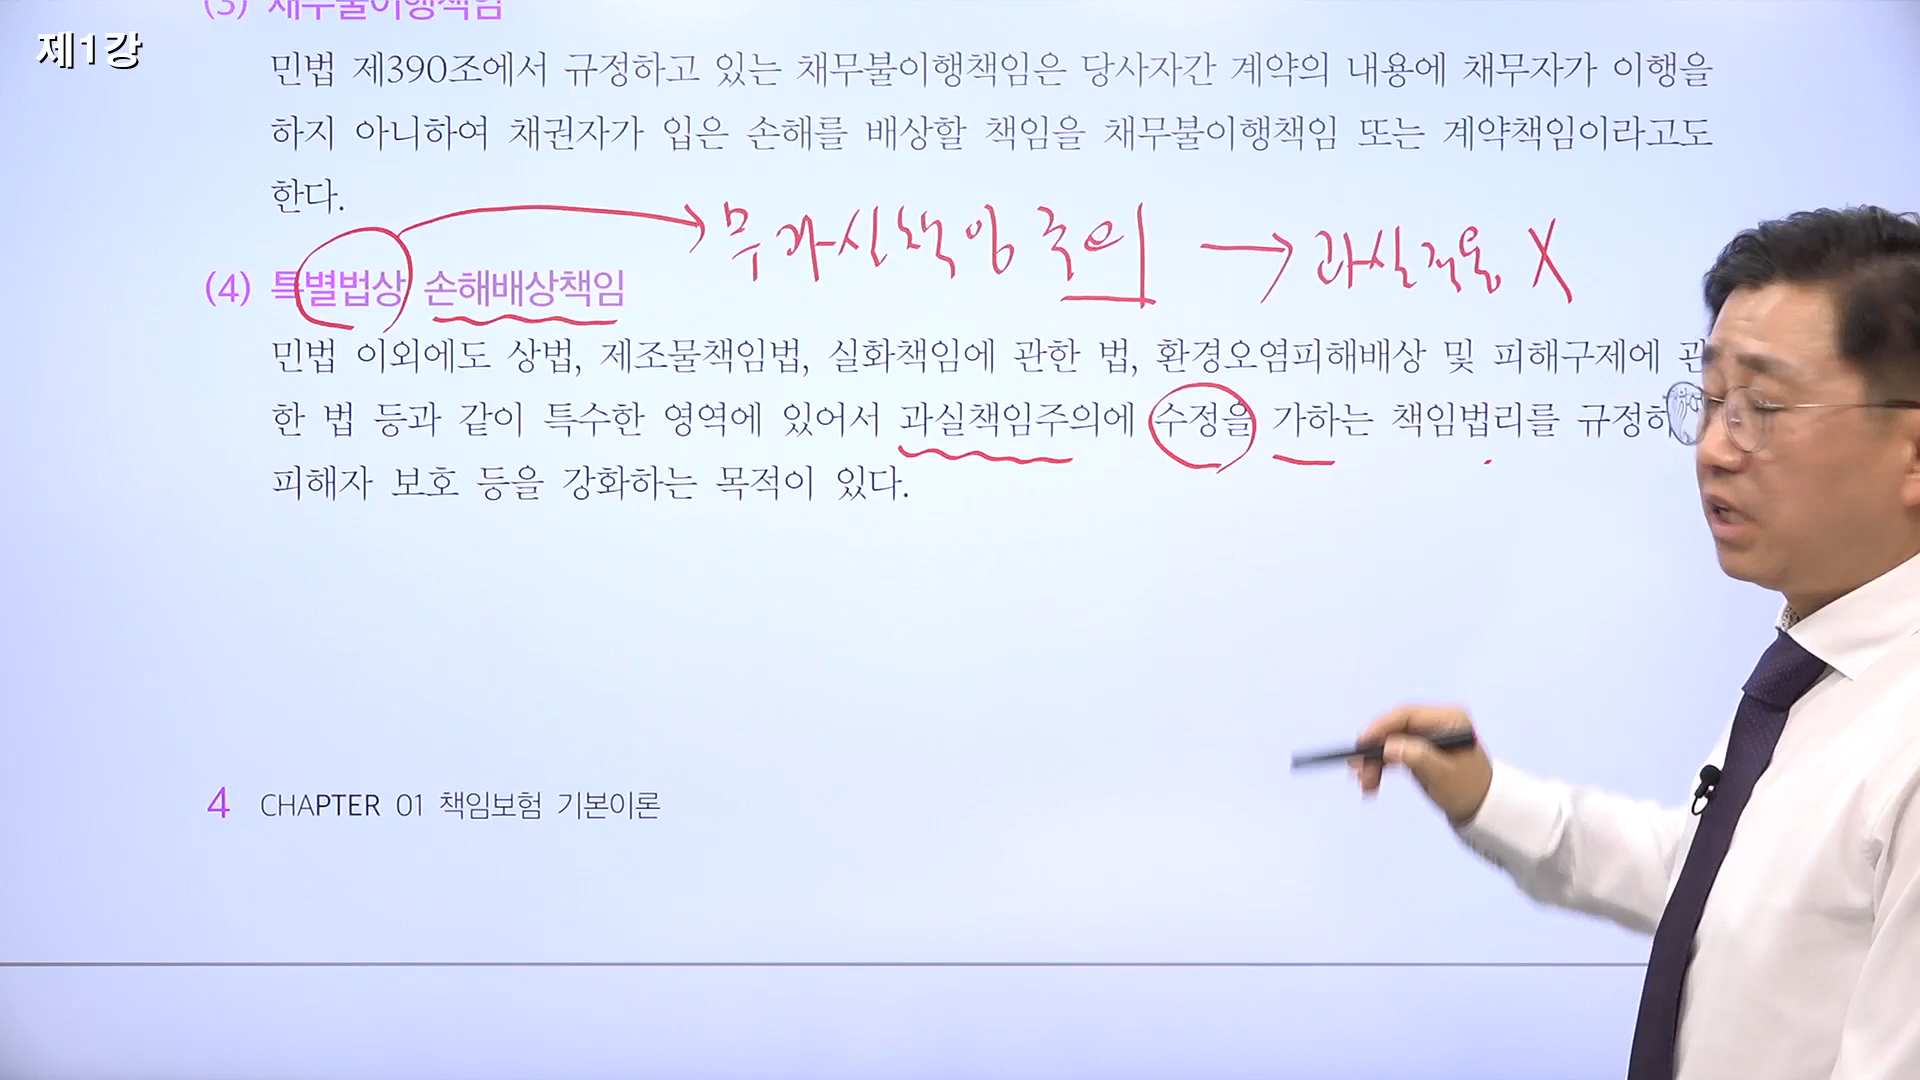 제1강
(3) 채무불이행책임
민법 제390조에서 규정하고 있는 채무불이행책임은 당사자간 계약의 내용에 채무자가 이행을
하지 아니하여 채권자가 입은 손해를 배상할 책임을 채무불이행책임 또는 계약책임이라고도
한다.
무과실책임주의 → 과실적용 X
(4) 특별법상 손해배상책임
민법 이외에도 상법, 제조물책임법, 실화책임에 관한 법, 환경오염피해배상 및 피해구제에 관
한 법 등과 같이 특수한 영역에 있어서 과실책임주의에 수정을 가하는 책임법리를 규정하
피해자 보호 등을 강화하는 목적이 있다.
4 CHAPTER 01 책임보험 기본이론